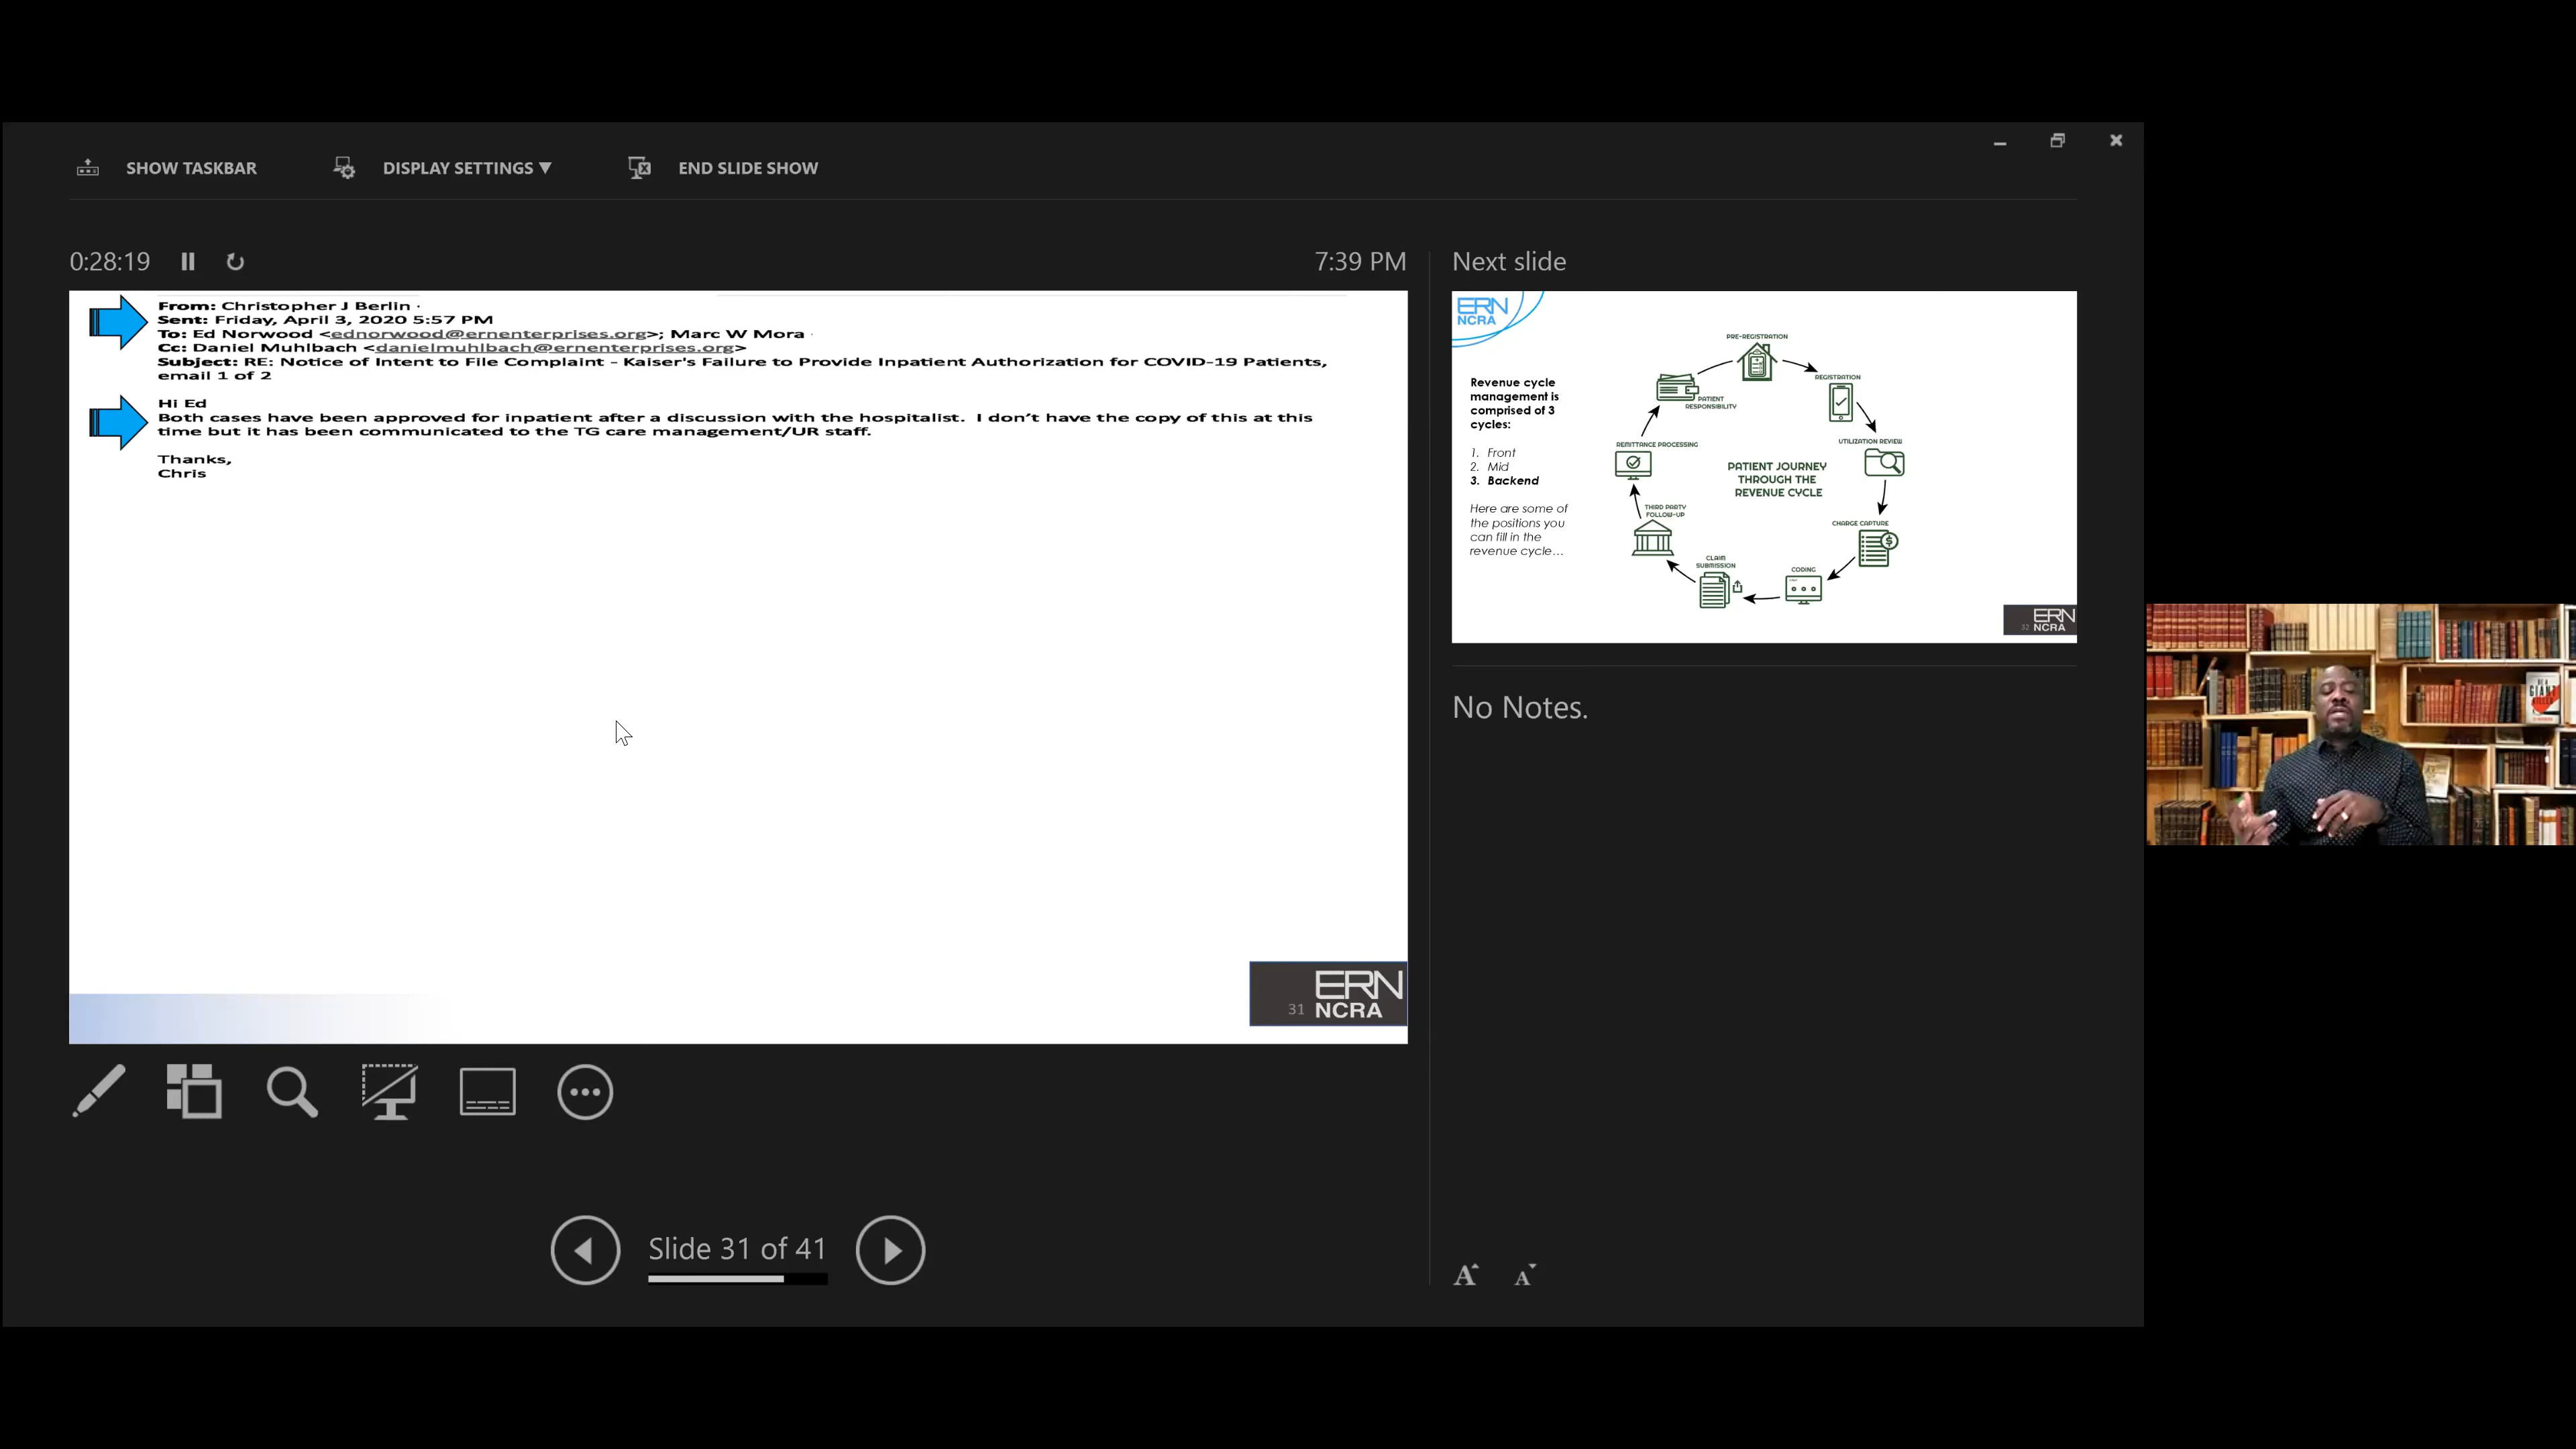 SHOW TASKBAR
DISPLAY SETTINGS ▼
END SLIDE SHOW
0:28:19
7:39 PM
From: Christopher J Berlin
Sent: Friday, April 3, 2020 5:57 PM
To: Ed Norwood <ednorwood@ernenterprises.org>; Marc W Mora
Cc: Daniel Muhlbach <danielmuhlbach@ernenterprises.org>
Subject: RE: Notice of Intent to File Complaint - Kaiser's Failure to Provide Inpatient Authorization for COVID-19 Patients,
email 1 of 2
Hi Ed
Both cases have been approved for inpatient after a discussion with the hospitalist.  I don't have the copy of this at this
time but it has been communicated to the TG care management/UR staff.
Thanks,
Chris
31
ERN
NCRA
Slide 31 of 41
Next slide
ERN
NCRA
Revenue cycle
management is
comprised of 3
cycles:
1. Front
2. Mid
3. Backend
Here are some of
the positions you
can fill in the
revenue cycle...
PRE-REGISTRATION
REGISTRATION
UTILIZATION REVIEW
CHARGE CAPTURE
CODING
CLAIM
SUBMISSION
THIRD PARTY
FOLLOW-UP
REMITTANCE PROCESSING
PATIENT
RESPONSIBILITY
PATIENT JOURNEY
THROUGH THE
REVENUE CYCLE
32
ERN
NCRA
No Notes.
A A
GIANT